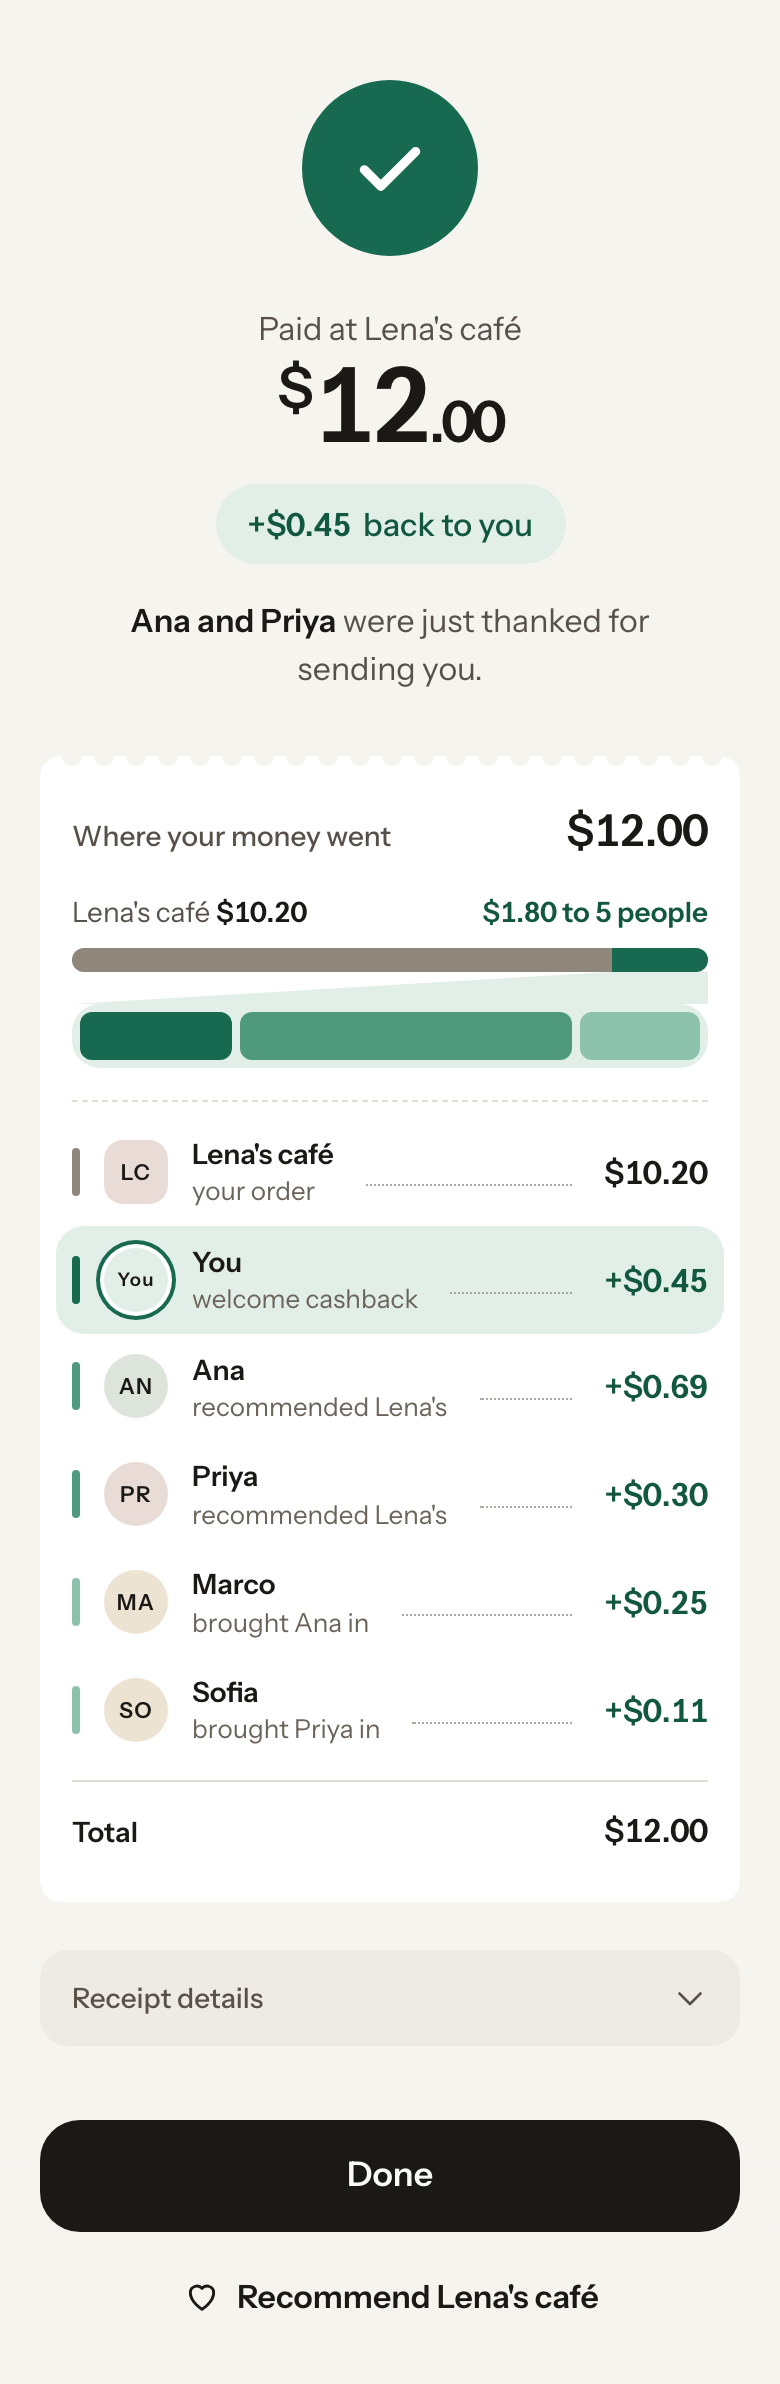 Paid at Lena's café
$12.00
+$0.45 back to you
Ana and Priya were just thanked for
sending you.
Where your money went $12.00
Lena's café $10.20 $1.80 to 5 people
LC Lena's café $10.20
your order
You You +$0.45
welcome cashback
AN Ana +$0.69
recommended Lena's
PR Priya +$0.30
recommended Lena's
MA Marco +$0.25
brought Ana in
SO Sofia +$0.11
brought Priya in
Total $12.00
Receipt details
Done
Recommend Lena's café